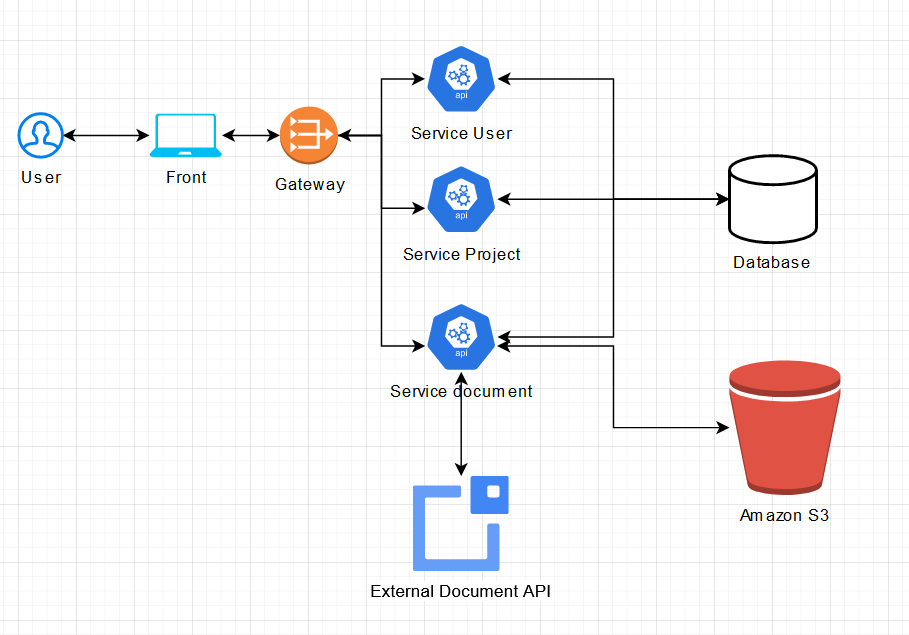 api
Service User
User
Front
Gateway
api
Service Project
Database
api
Service document
Amazon S3
External Document API